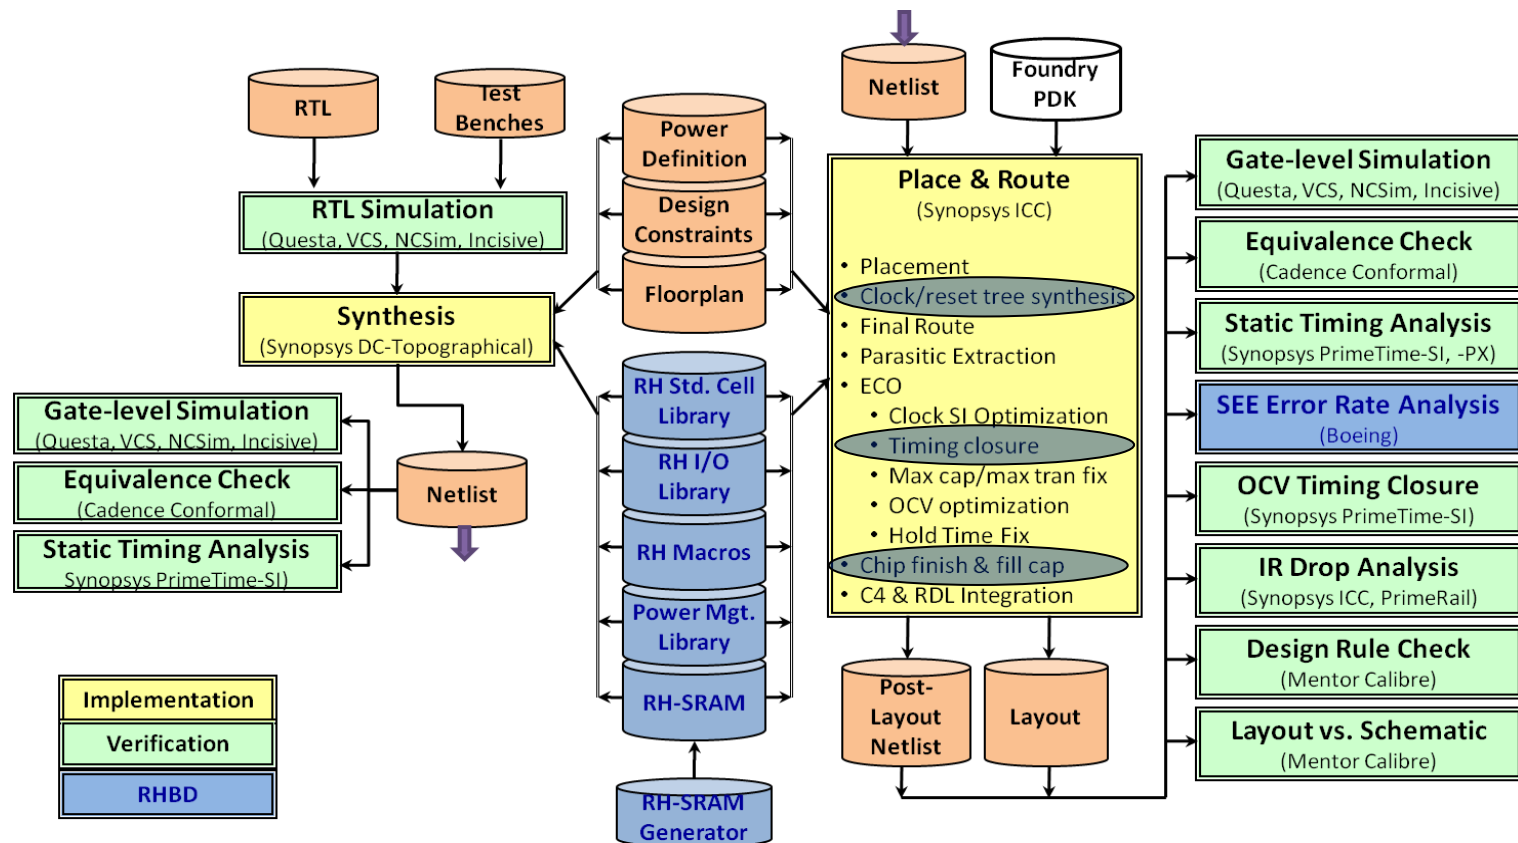 RTL
Test
Benches
RTL Simulation
(Questa, VCS, NCSim, Incisive)
Synthesis
(Synopsys DC-Topographical)
Gate-level Simulation
(Questa, VCS, NCSim, Incisive)
Equivalence Check
(Cadence Conformal)
Static Timing Analysis
Synopsys PrimeTime-SI)
Netlist
Implementation
Verification
RHBD
Power
Definition
Design
Constraints
Floorplan
RH Std. Cell
Library
RH I/O
Library
RH Macros
Power Mgt.
Library
RH-SRAM
RH-SRAM
Generator
Netlist
Foundry
PDK
Place & Route
(Synopsys ICC)
• Placement
• Clock/reset tree synthesis
• Final Route
• Parasitic Extraction
• ECO
• Clock SI Optimization
• Timing closure
• Max cap/max tran fix
• OCV optimization
• Hold Time Fix
• Chip finish & fill cap
• C4 & RDL Integration
Post-
Layout
Netlist
Layout
Gate-level Simulation
(Questa, VCS, NCSim, Incisive)
Equivalence Check
(Cadence Conformal)
Static Timing Analysis
(Synopsys PrimeTime-SI, -PX)
SEE Error Rate Analysis
(Boeing)
OCV Timing Closure
(Synopsys PrimeTime-SI)
IR Drop Analysis
(Synopsys ICC, PrimeRail)
Design Rule Check
(Mentor Calibre)
Layout vs. Schematic
(Mentor Calibre)